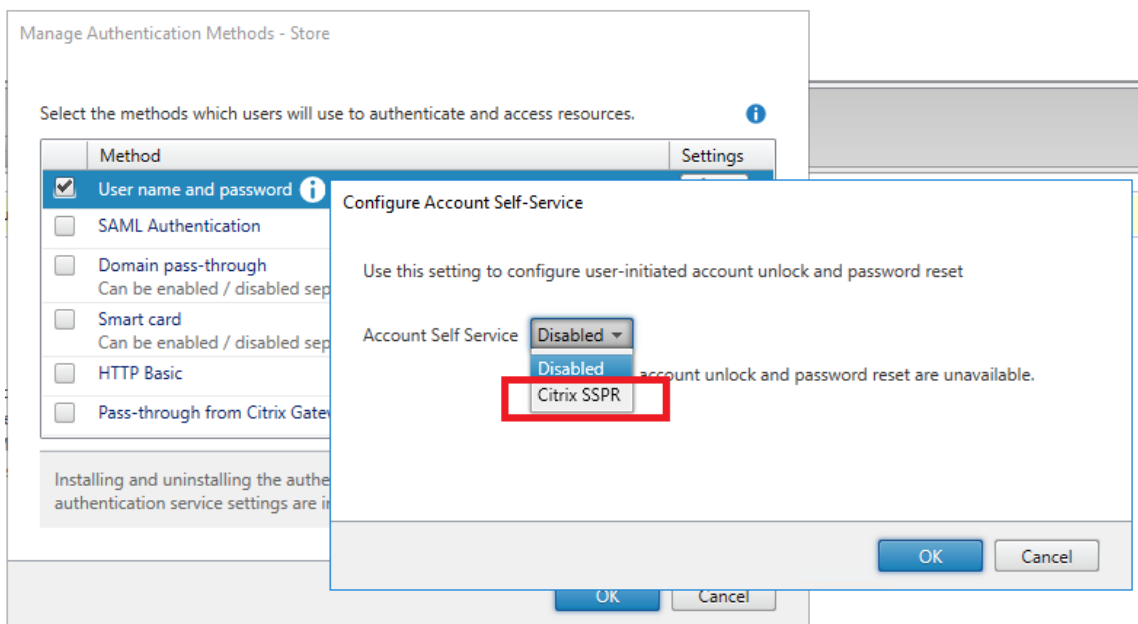 Manage Authentication Methods - Store
Select the methods which users will use to authenticate and access resources.
Method Settings
User name and password
SAML Authentication
Domain pass-through
Can be enabled / disabled sep
Smart card
Can be enabled / disabled sep
HTTP Basic
Pass-through from Citrix Gate
Installing and uninstalling the authe
authentication service settings are
OK Cancel
Configure Account Self-Service
Use this setting to configure user-initiated account unlock and password reset
Account Self Service Disabled
Disabled
account unlock and password reset are unavailable.
Citrix SSPR
OK Cancel